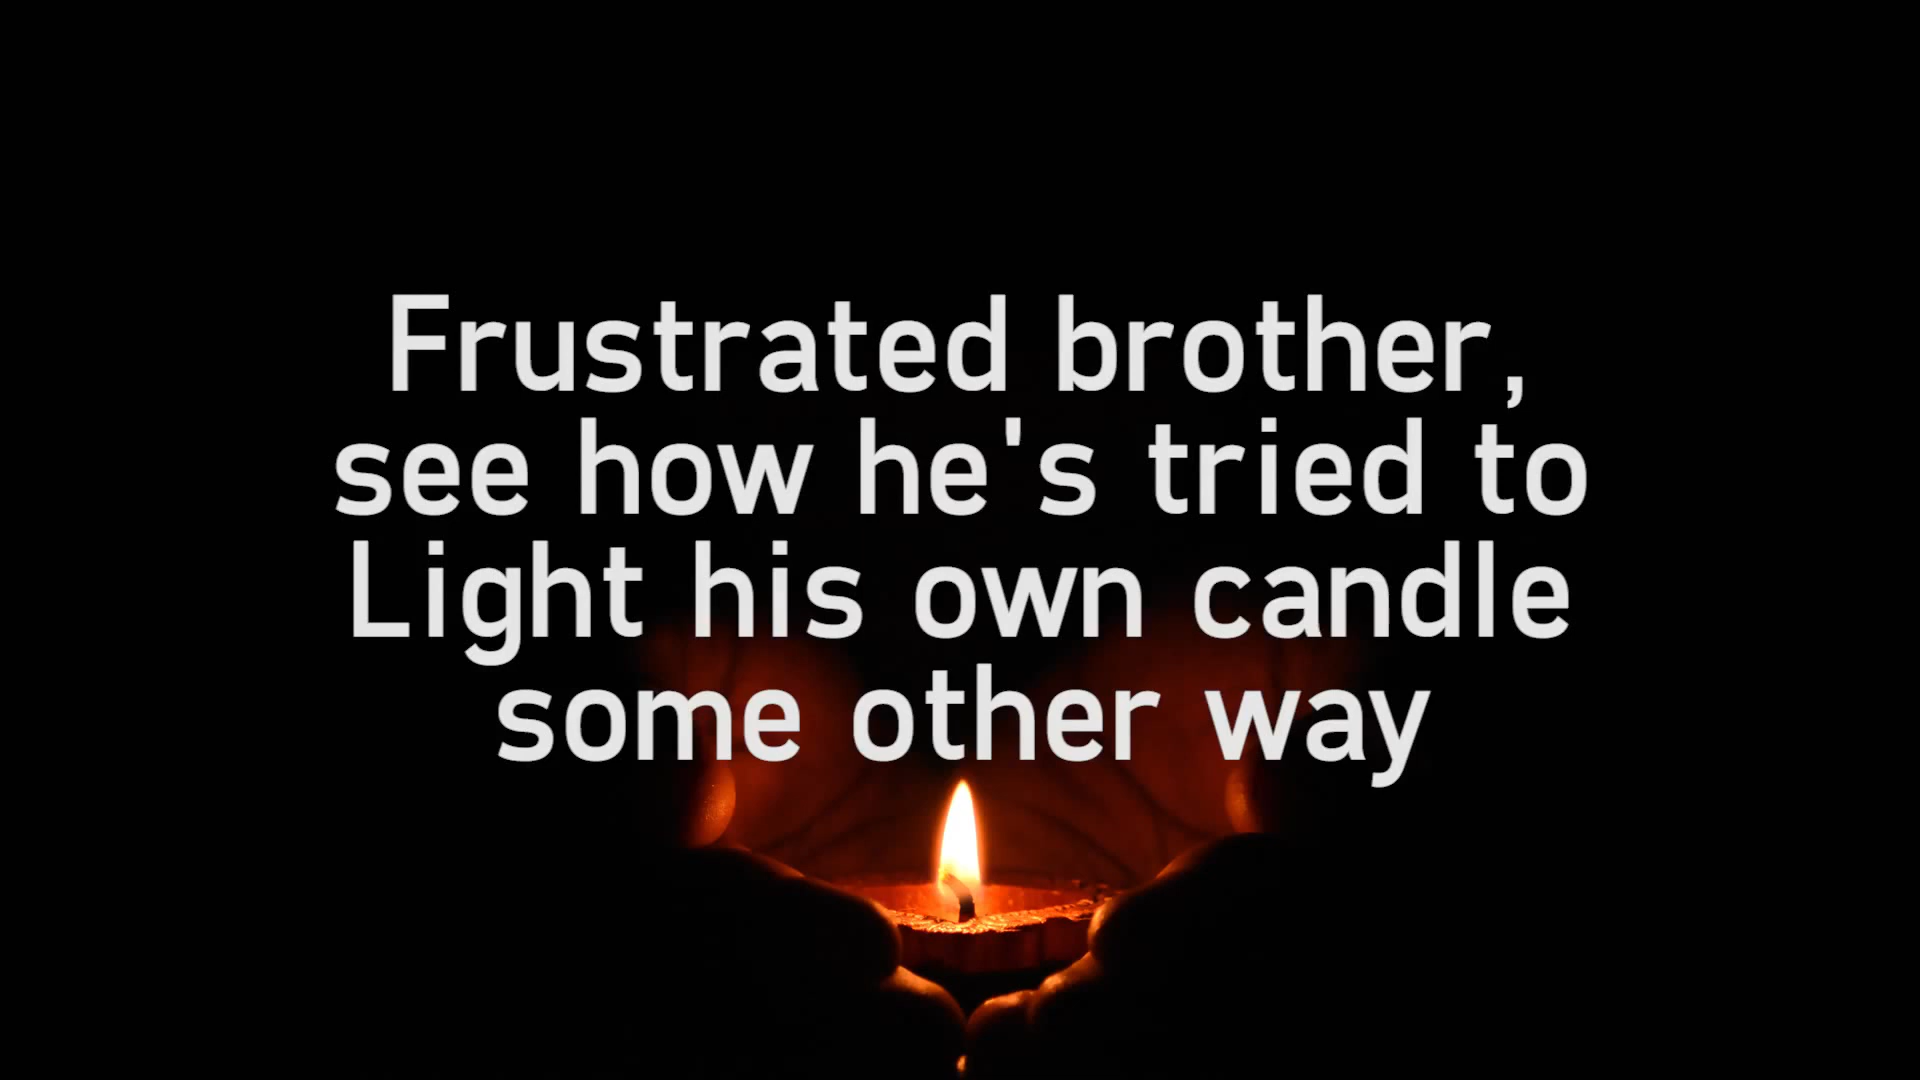 Frustrated brother,
see how he's tried to
Light his own candle
some other way